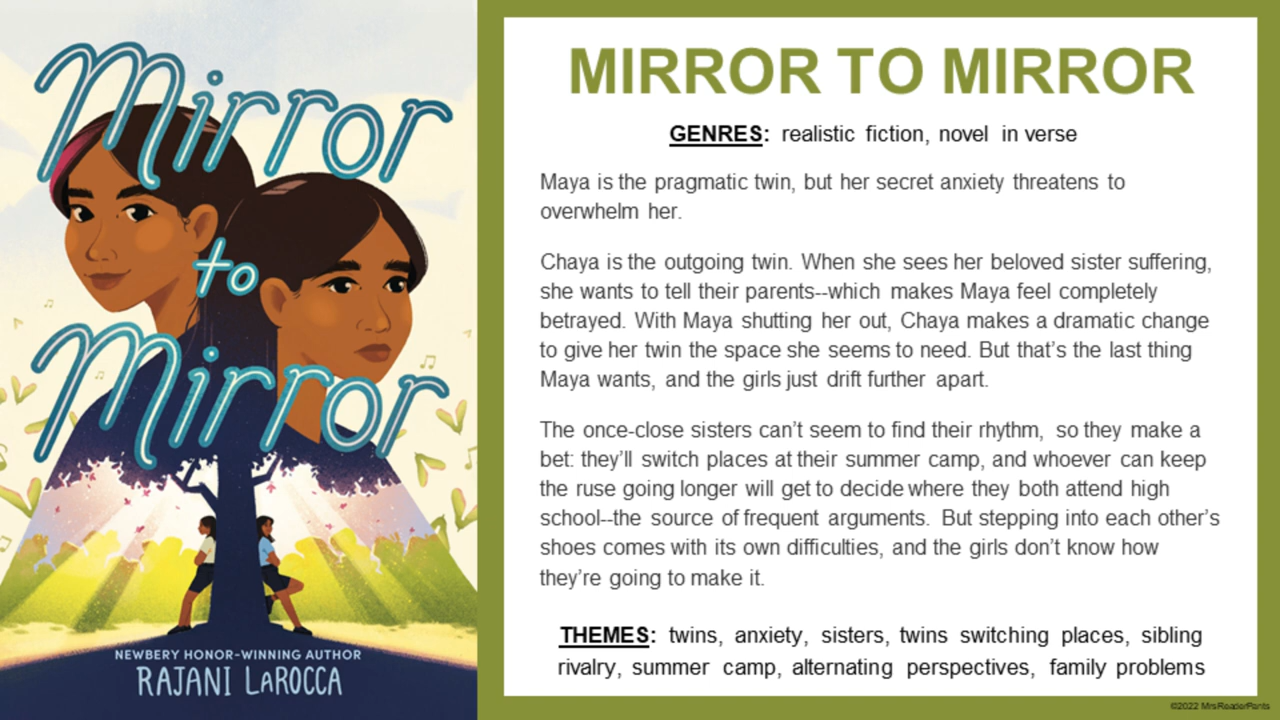 Mirror
to
Mirror
NEWBERY HONOR-WINNING AUTHOR
RAJANI LAROCCA
MIRROR TO MIRROR
GENRES: realistic fiction, novel in verse
Maya is the pragmatic twin, but her secret anxiety threatens to
overwhelm her.
Chaya is the outgoing twin. When she sees her beloved sister suffering,
she wants to tell their parents--which makes Maya feel completely
betrayed. With Maya shutting her out, Chaya makes a dramatic change
to give her twin the space she seems to need. But that’s the last thing
Maya wants, and the girls just drift further apart.
The once-close sisters can’t seem to find their rhythm, so they make a
bet: they’ll switch places at their summer camp, and whoever can keep
the ruse going longer will get to decide where they both attend high
school--the source of frequent arguments. But stepping into each other’s
shoes comes with its own difficulties, and the girls don’t know how
they’re going to make it.
THEMES: twins, anxiety, sisters, twins switching places, sibling
rivalry, summer camp, alternating perspectives, family problems
©2022 MrsReaderPants